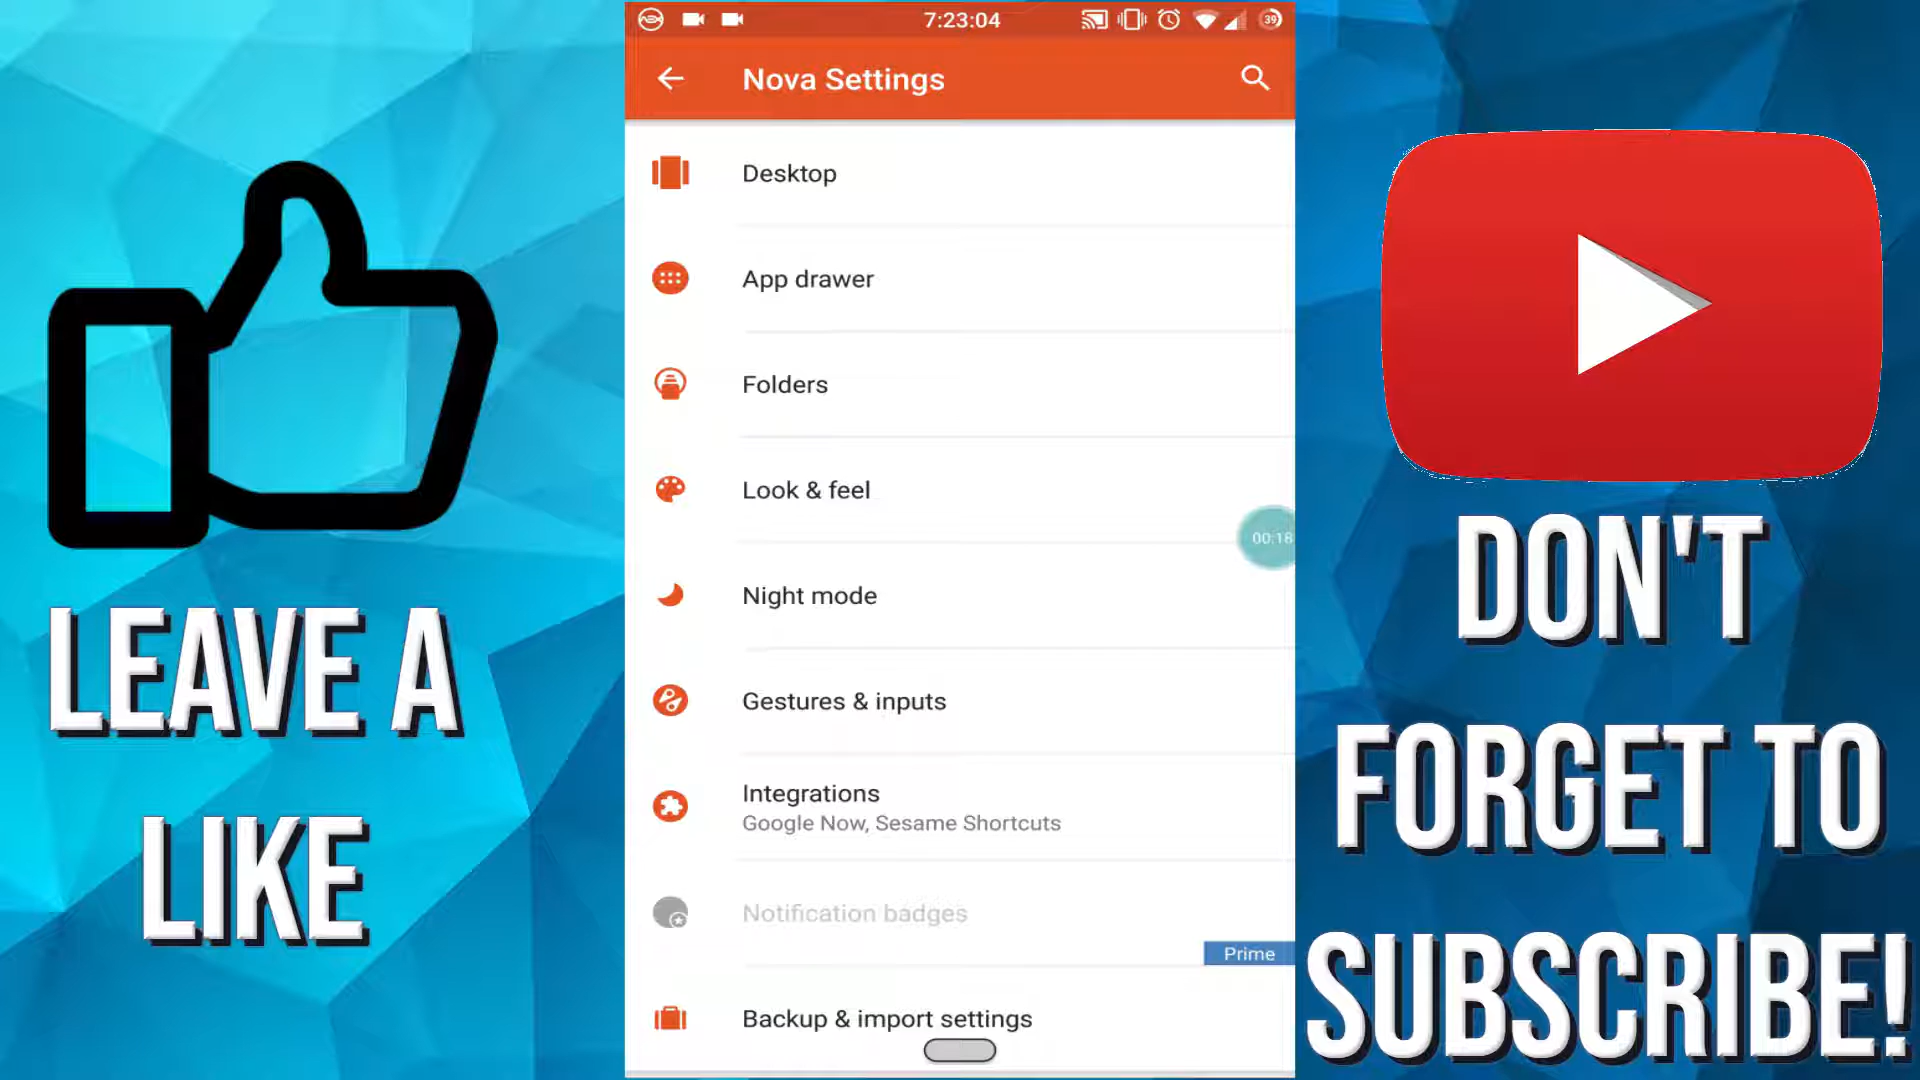 7:23:04
39
Nova Settings
Desktop
App drawer
Folders
Look & feel
00:18
Night mode
Gestures & inputs
Integrations
Google Now, Sesame Shortcuts
Notification badges
Prime
Backup & import settings
LEAVE A
LIKE
DON'T
FORGET TO
SUBSCRIBE!